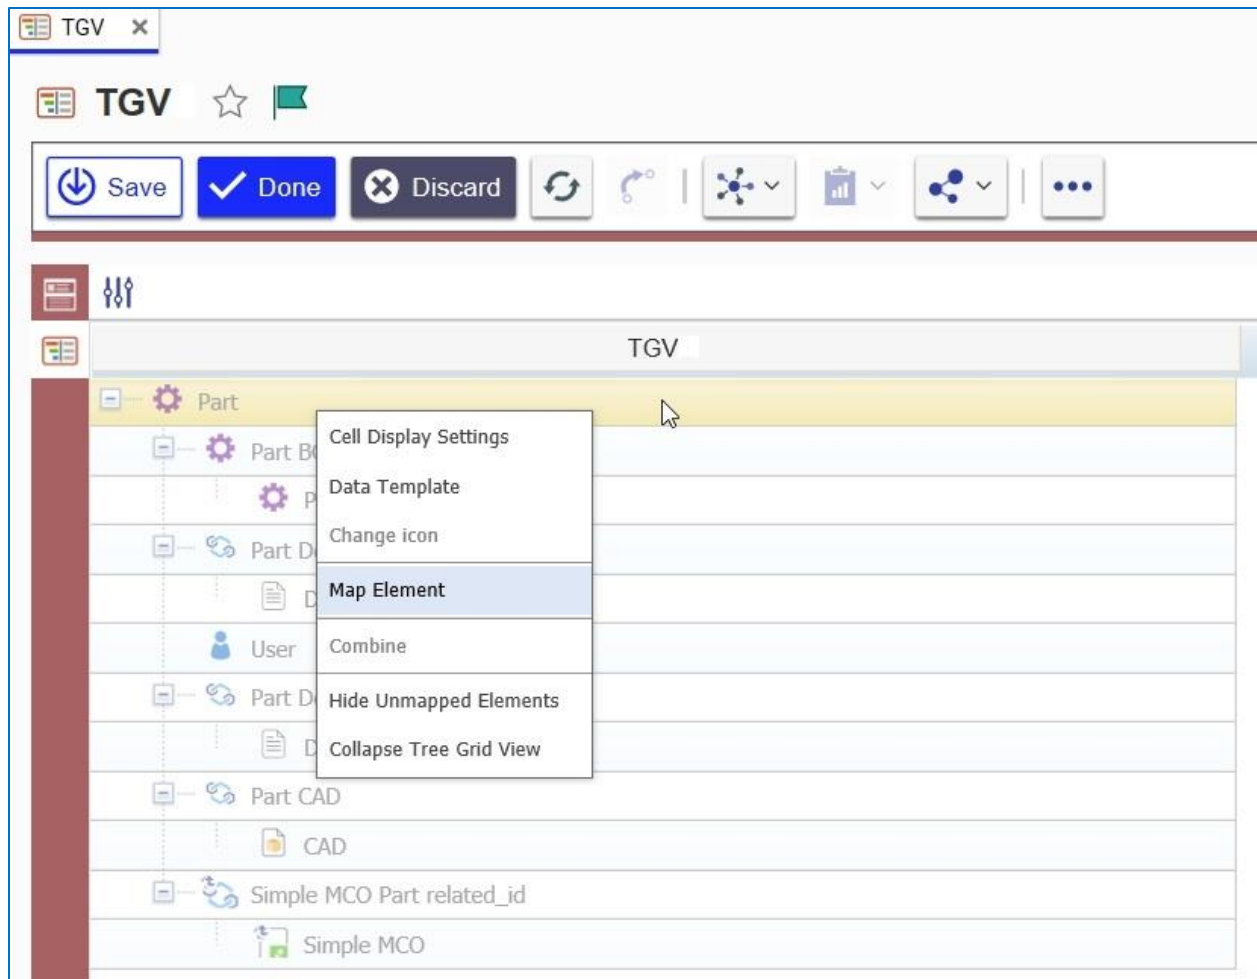 TGV
TGV
Save Done Discard
TGV
Part
Cell Display Settings
Part
Data Template
Change icon
Part
Map Element
User
Combine
Part
Hide Unmapped Elements
Collapse Tree Grid View
Part CAD
CAD
Simple MCO Part related_id
Simple MCO